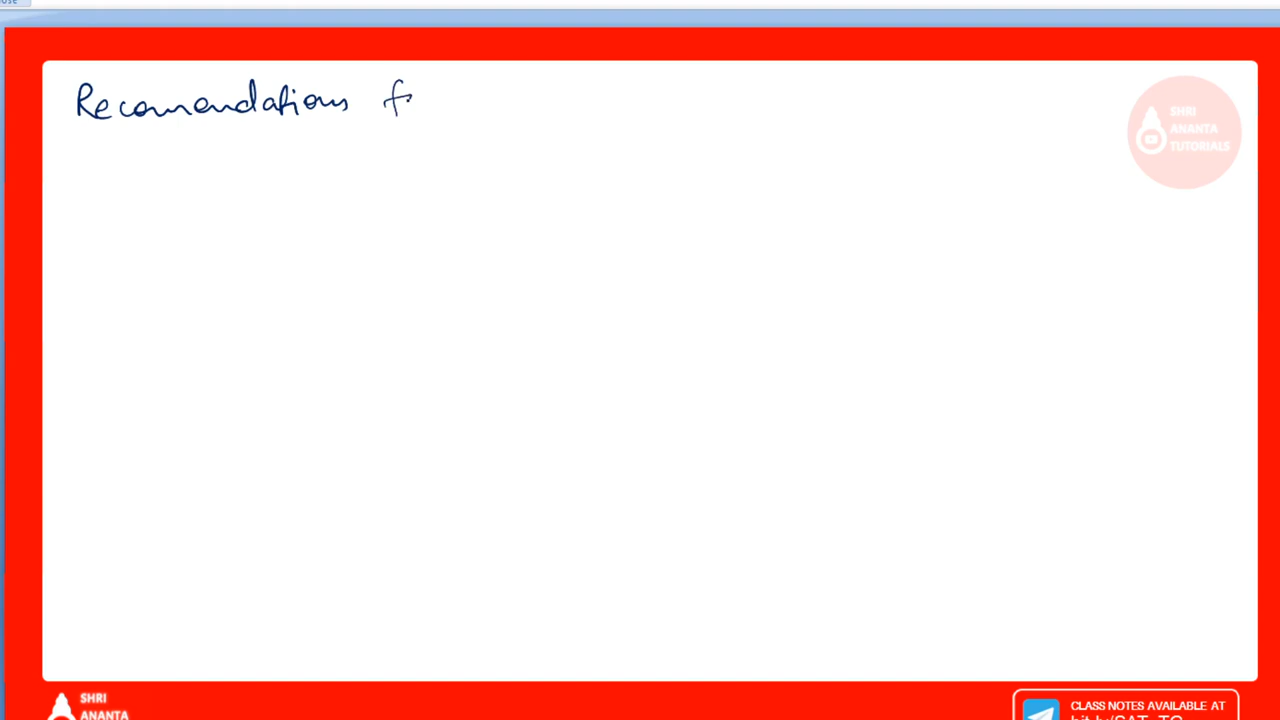 Recomendations f
SHRI
ANANTA
TUTORIALS
SHRI
ANANTA
CLASS NOTES AVAILABLE AT